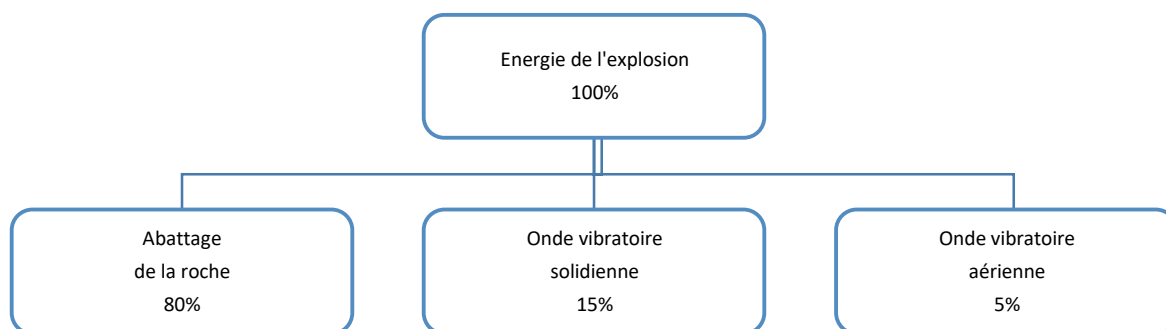 Energie de l'explosion
100%
Abattage
de la roche
80%
Onde vibratoire
solidienne
15%
Onde vibratoire
aérienne
5%